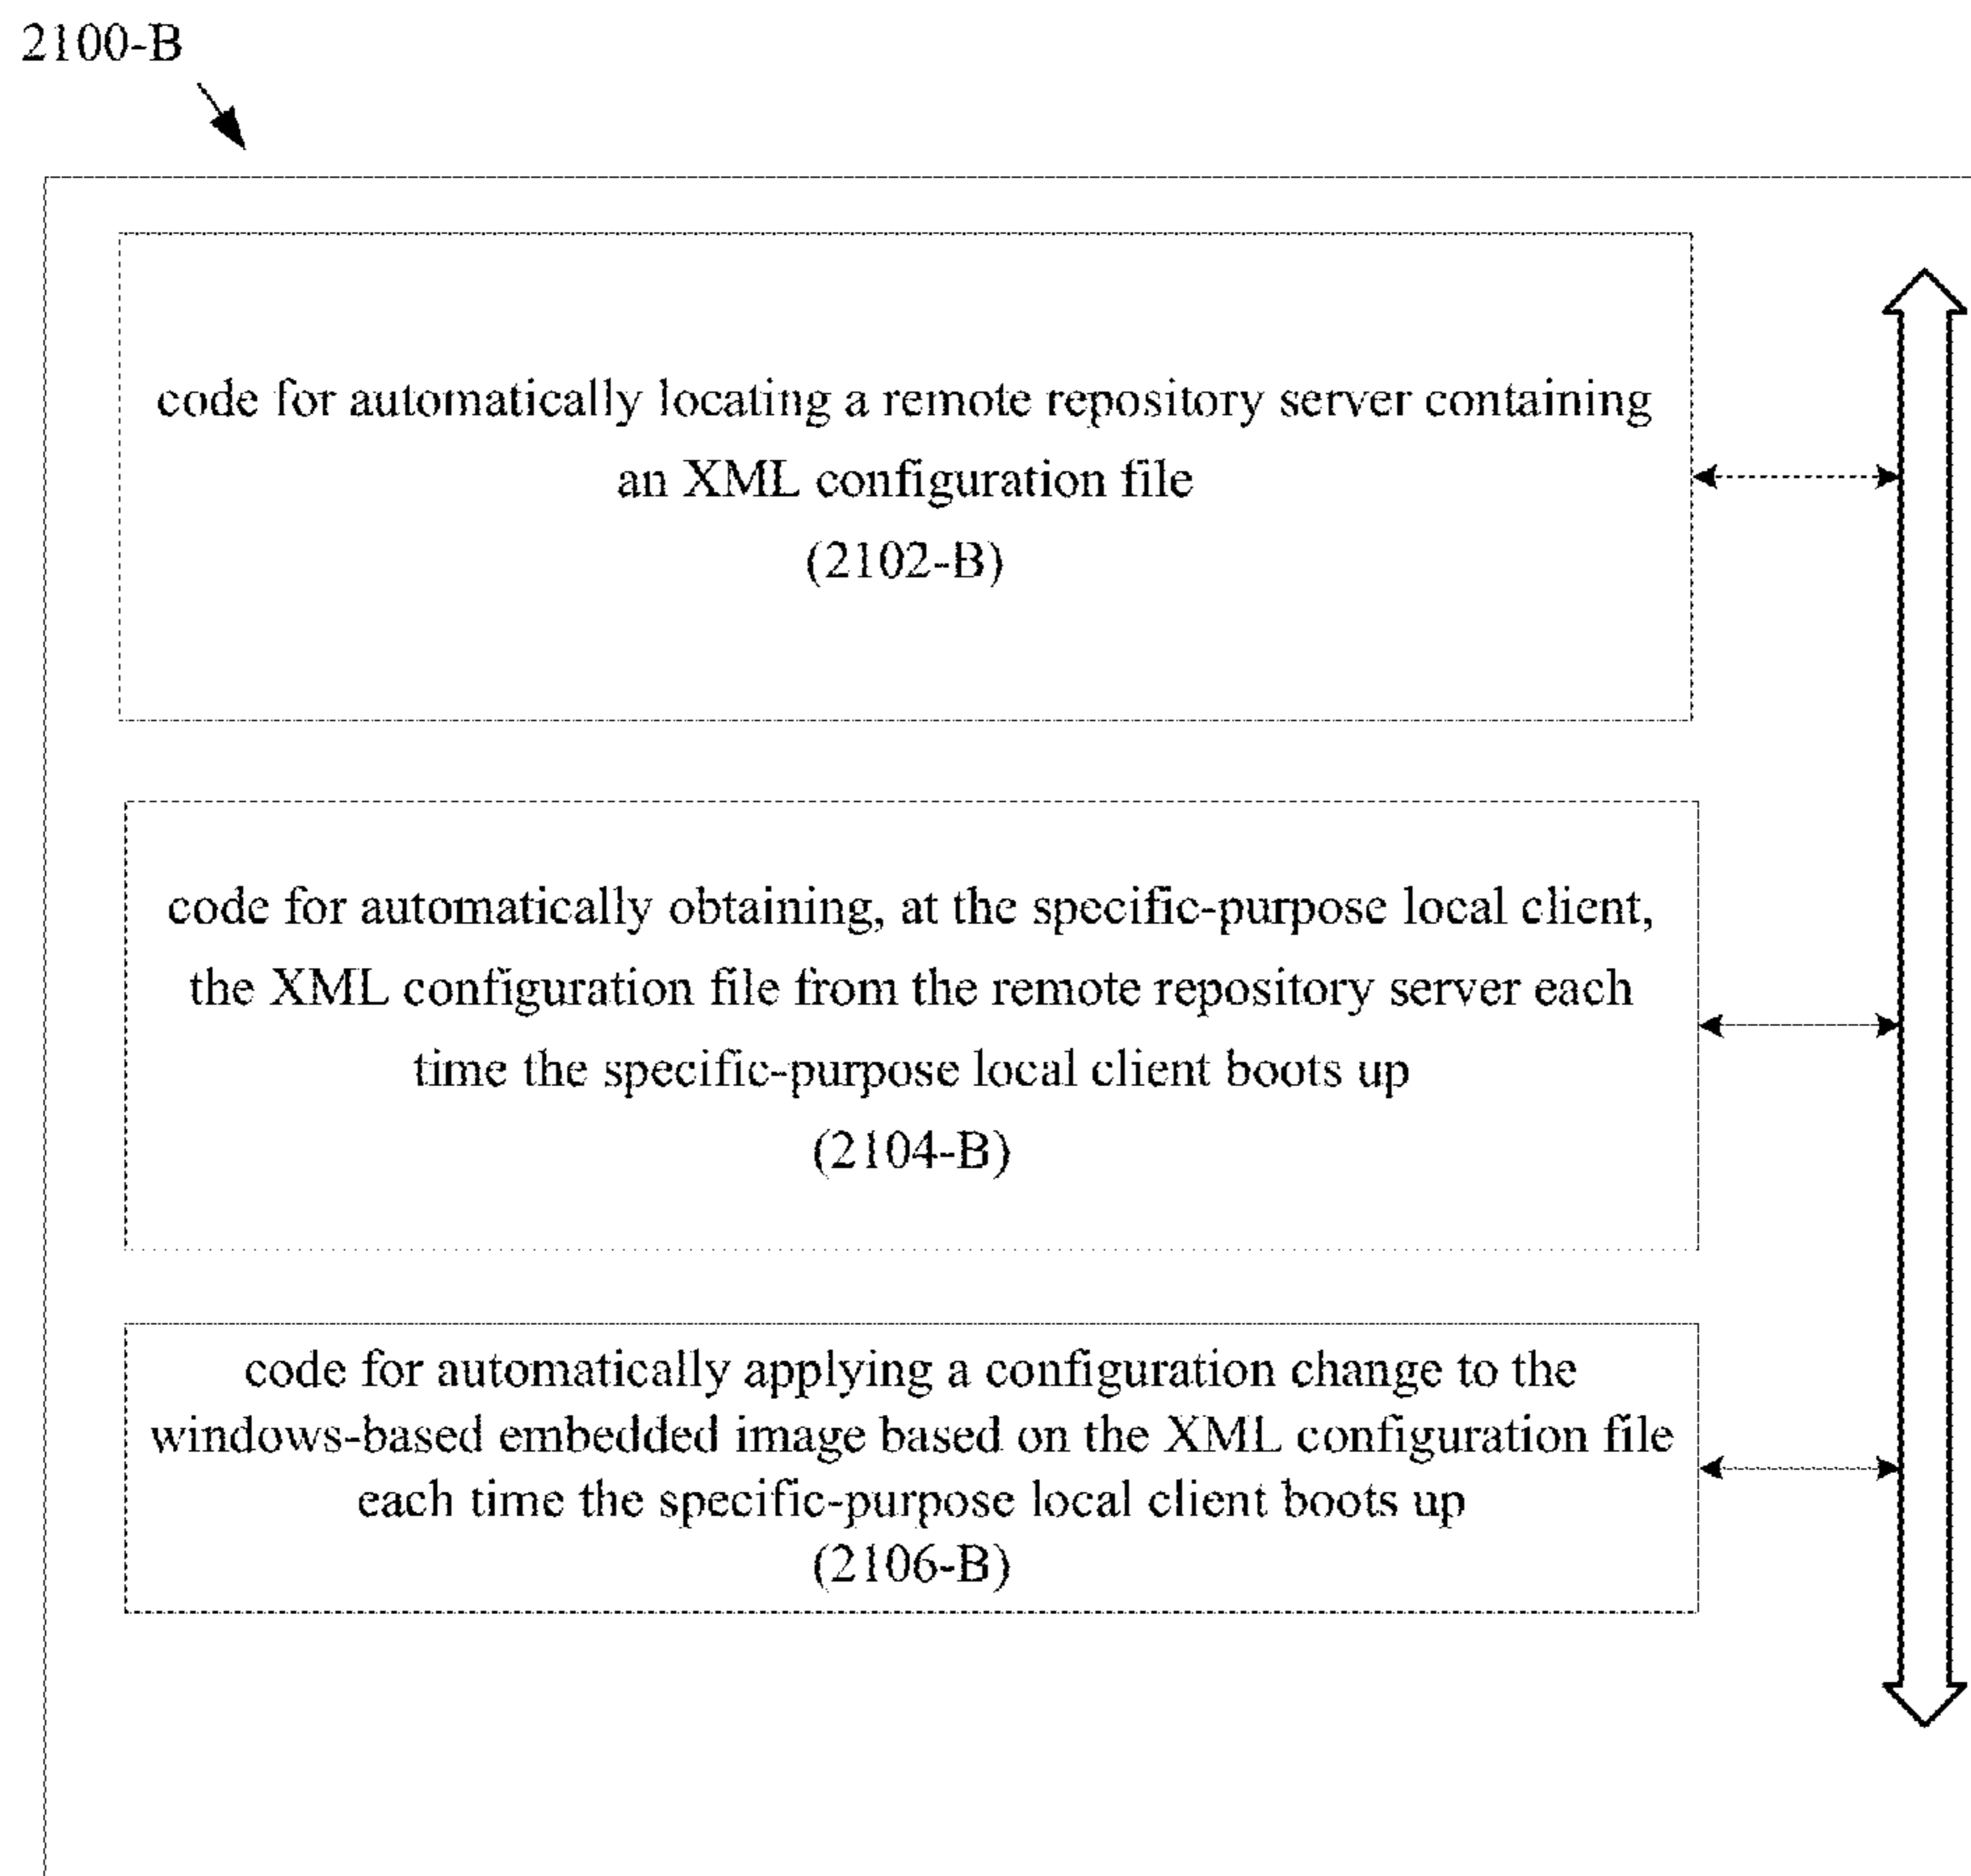 2100-B
code for automatically locating a remote repository server containing
an XML configuration file
(2102-B)
code for automatically obtaining, at the specific-purpose local client,
the XML configuration file from the remote repository server each
time the specific-purpose local client boots up
(2104-B)
code for automatically applying a configuration change to the
windows-based embedded image based on the XML configuration file
each time the specific-purpose local client boots up
(2106-B)